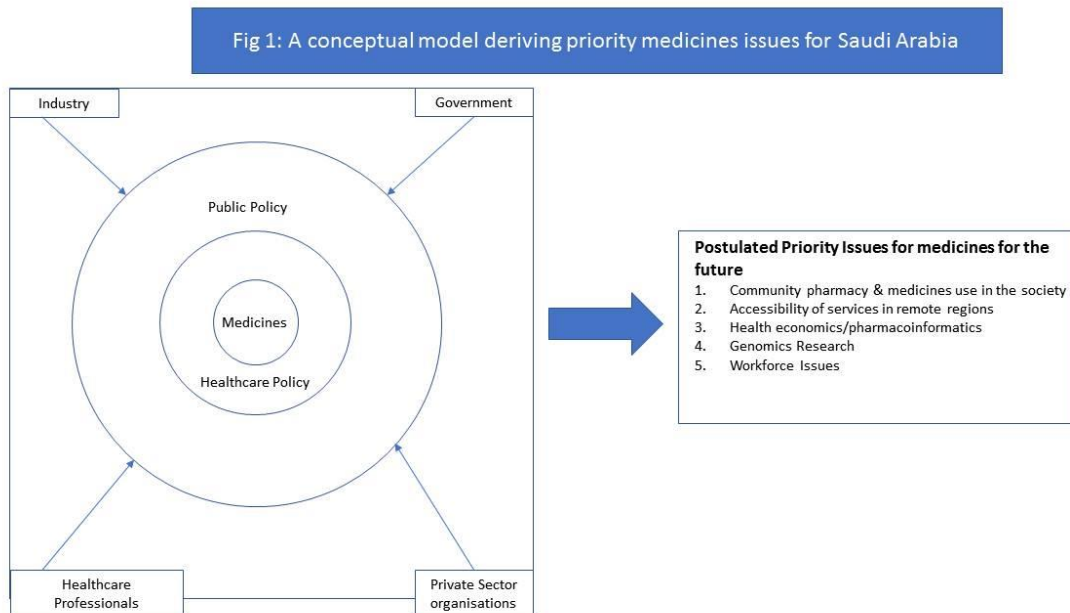 Fig 1: A conceptual model deriving priority medicines issues for Saudi Arabia
Industry
Government
Public Policy
Medicines
Healthcare Policy
Healthcare
Professionals
Private Sector
organisations
Postulated Priority Issues for medicines for the
future
1. Community pharmacy & medicines use in the society
2. Accessibility of services in remote regions
3. Health economics/pharmacoinformatics
4. Genomics Research
5. Workforce Issues